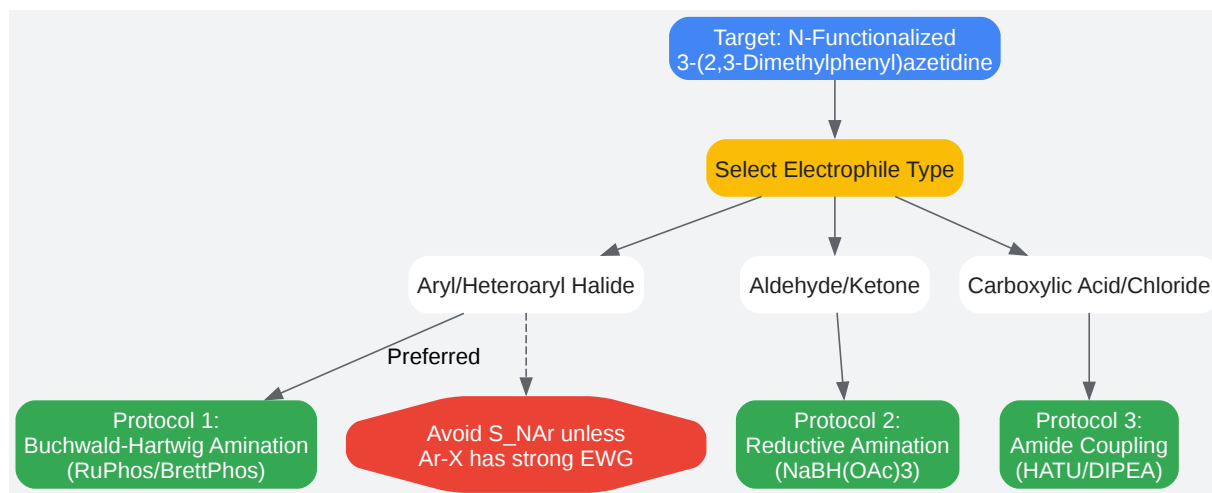 Target: N-Functionalized
3-(2,3-Dimethylphenyl)azetidine
Select Electrophile Type
Aryl/Heteroaryl Halide
Aldehyde/Ketone
Carboxylic Acid/Chloride
Preferred
Protocol 1:
Buchwald-Hartwig Amination
(RuPhos/BrettPhos)
Avoid S_NAr unless
Ar-X has strong EWG
Protocol 2:
Reductive Amination
(NaBH(OAc)3)
Protocol 3:
Amide Coupling
(HATU/DIPEA)